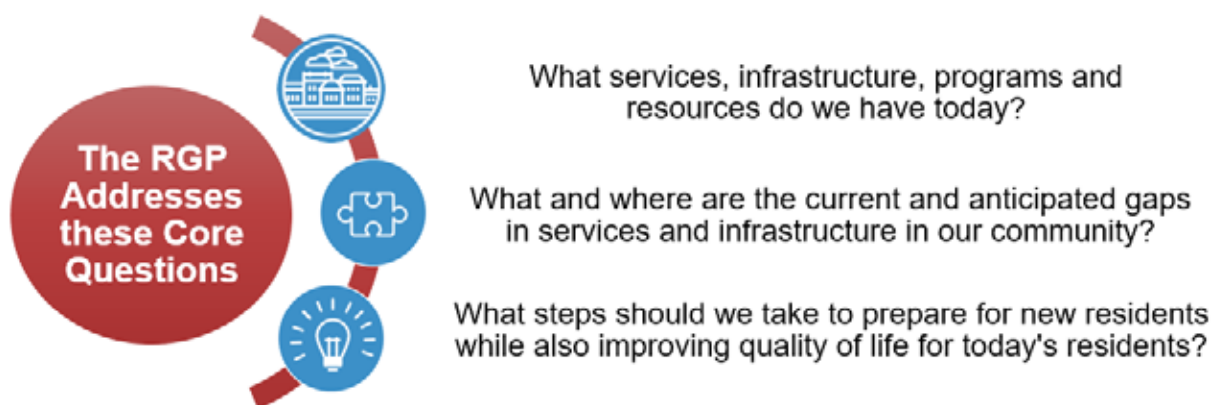 The RGP
Addresses
these Core
Questions
What services, infrastructure, programs and
resources do we have today?
What and where are the current and anticipated gaps
in services and infrastructure in our community?
What steps should we take to prepare for new residents
while also improving quality of life for today's residents?